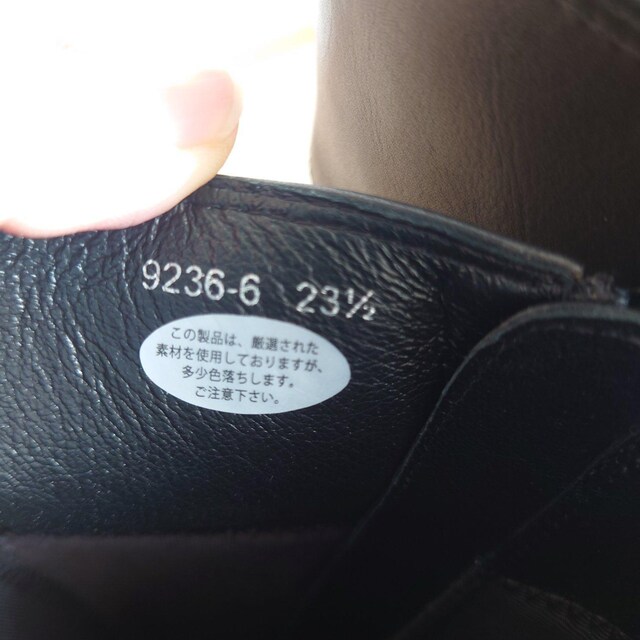 9236-6 23½
この製品は、厳選された
素材を使用しておりますが、
多少色落ちします。
ご注意下さい。